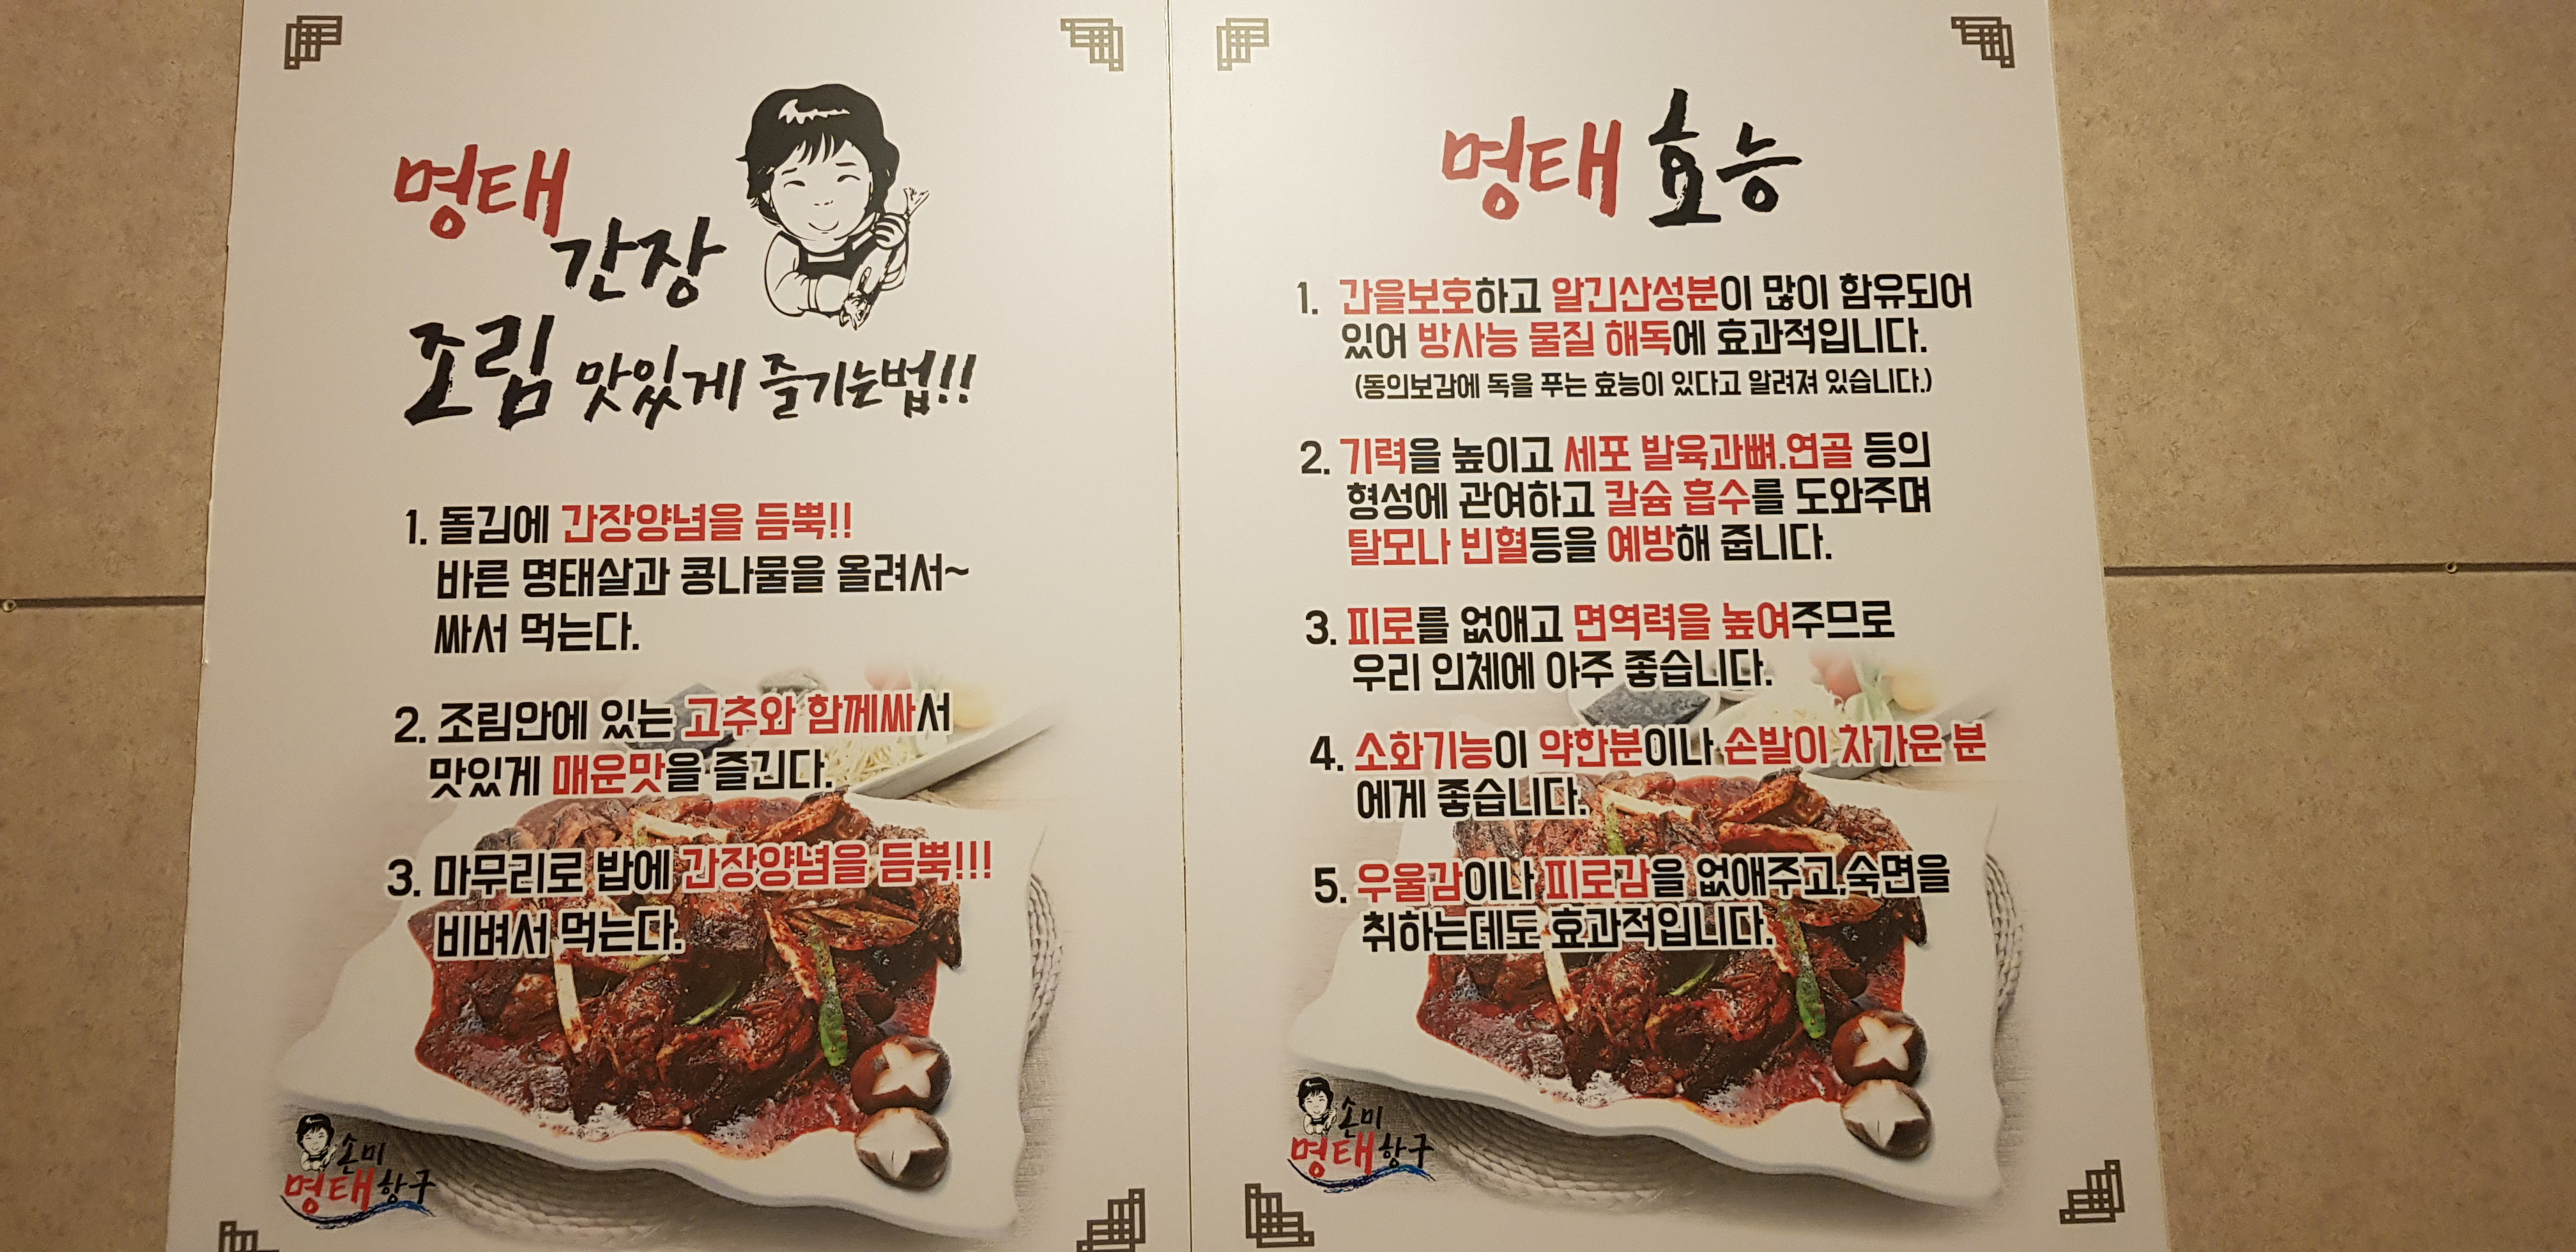 명태
간장
조림 맛있게 즐기는법!!
1. 돌김에 간장양념을 듬뿍!!
바른 명태살과 콩나물을 올려서~
싸서 먹는다.
2. 조림안에 있는 고추와 함께싸서
맛있게 매운맛을 즐긴다.
3. 마무리로 밥에 간장양념을 듬뿍!!!
비벼서 먹는다.
손미
명태항구
명태 효능
1. 간을보호하고 알긴산성분이 많이 함유되어
있어 방사능 물질 해독에 효과적입니다.
(동의보감에 독을 푸는 효능이 있다고 알려져 있습니다.)
2. 기력을 높이고 세포 발육과뼈.연골 등의
형성에 관여하고 칼슘 흡수를 도와주며
탈모나 빈혈등을 예방해 줍니다.
3. 피로를 없애고 면역력을 높여주므로
우리 인체에 아주 좋습니다.
4. 소화기능이 약한분이나 손발이 차가운 분
에게 좋습니다.
5. 우울감이나 피로감을 없애주고,숙면을
취하는데도 효과적입니다.
손미
명태항구